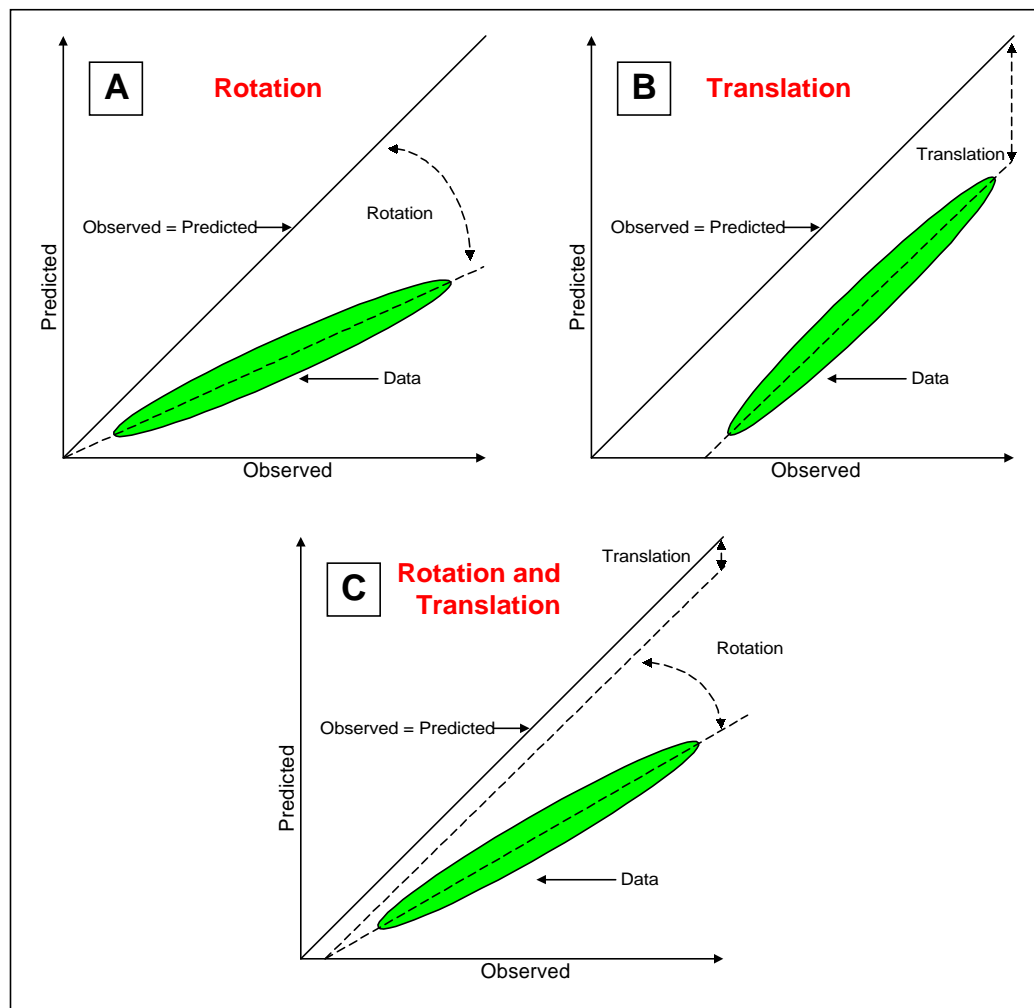 A
Rotation
Rotation
Observed = Predicted
Data
Predicted
Observed
B
Translation
Translation
Observed = Predicted
Data
Predicted
Observed
C
Rotation and
Translation
Translation
Rotation
Observed = Predicted
Data
Predicted
Observed